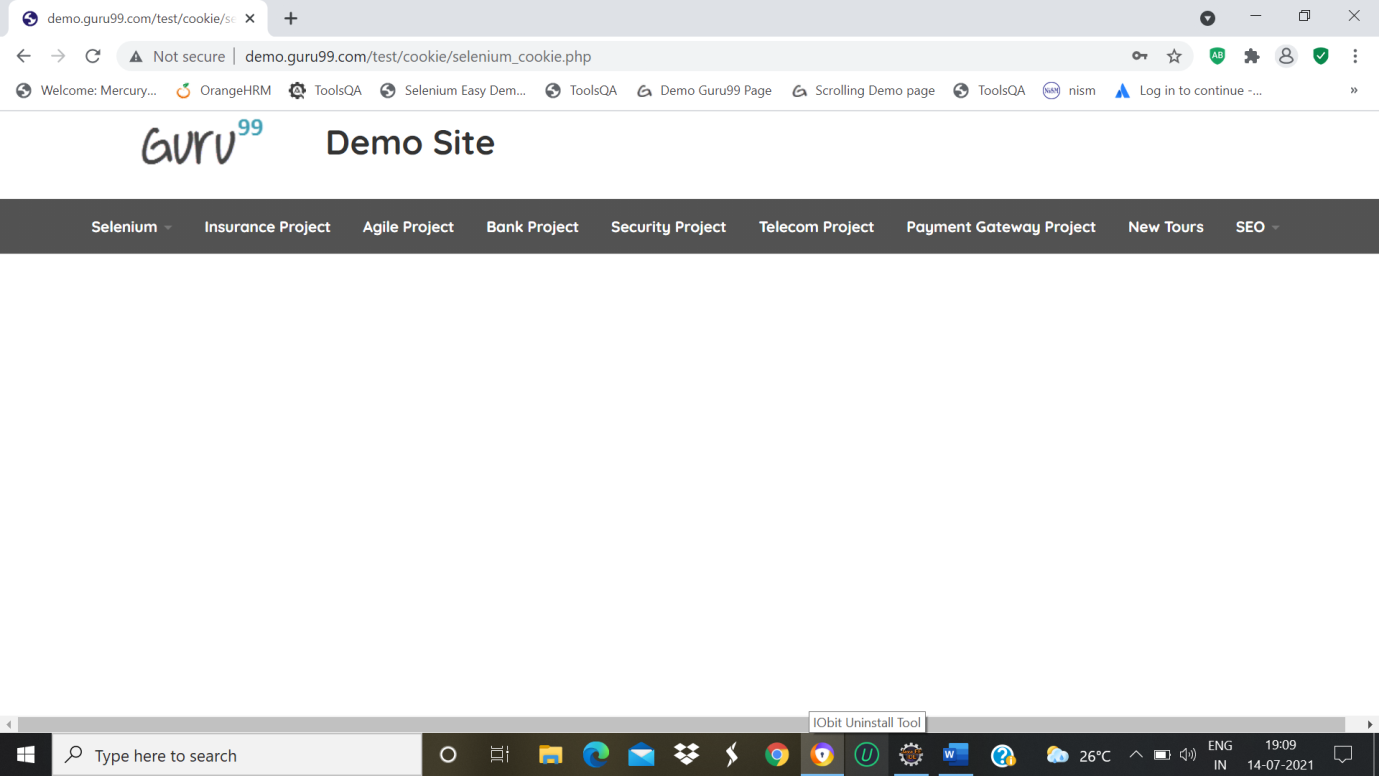 demo.guru99.com/test/cookie/se
Not secure | demo.guru99.com/test/cookie/selenium_cookie.php
AB
Welcome: Mercury... OrangeHRM ToolsQA Selenium Easy Dem... ToolsQA Demo Guru99 Page Scrolling Demo page ToolsQA NISM nism Log in to continue -... »
Guru99 Demo Site
Selenium Insurance Project Agile Project Bank Project Security Project Telecom Project Payment Gateway Project New Tours SEO
IObit Uninstall Tool
Type here to search
26°C
ENG
IN
19:09
14-07-2021